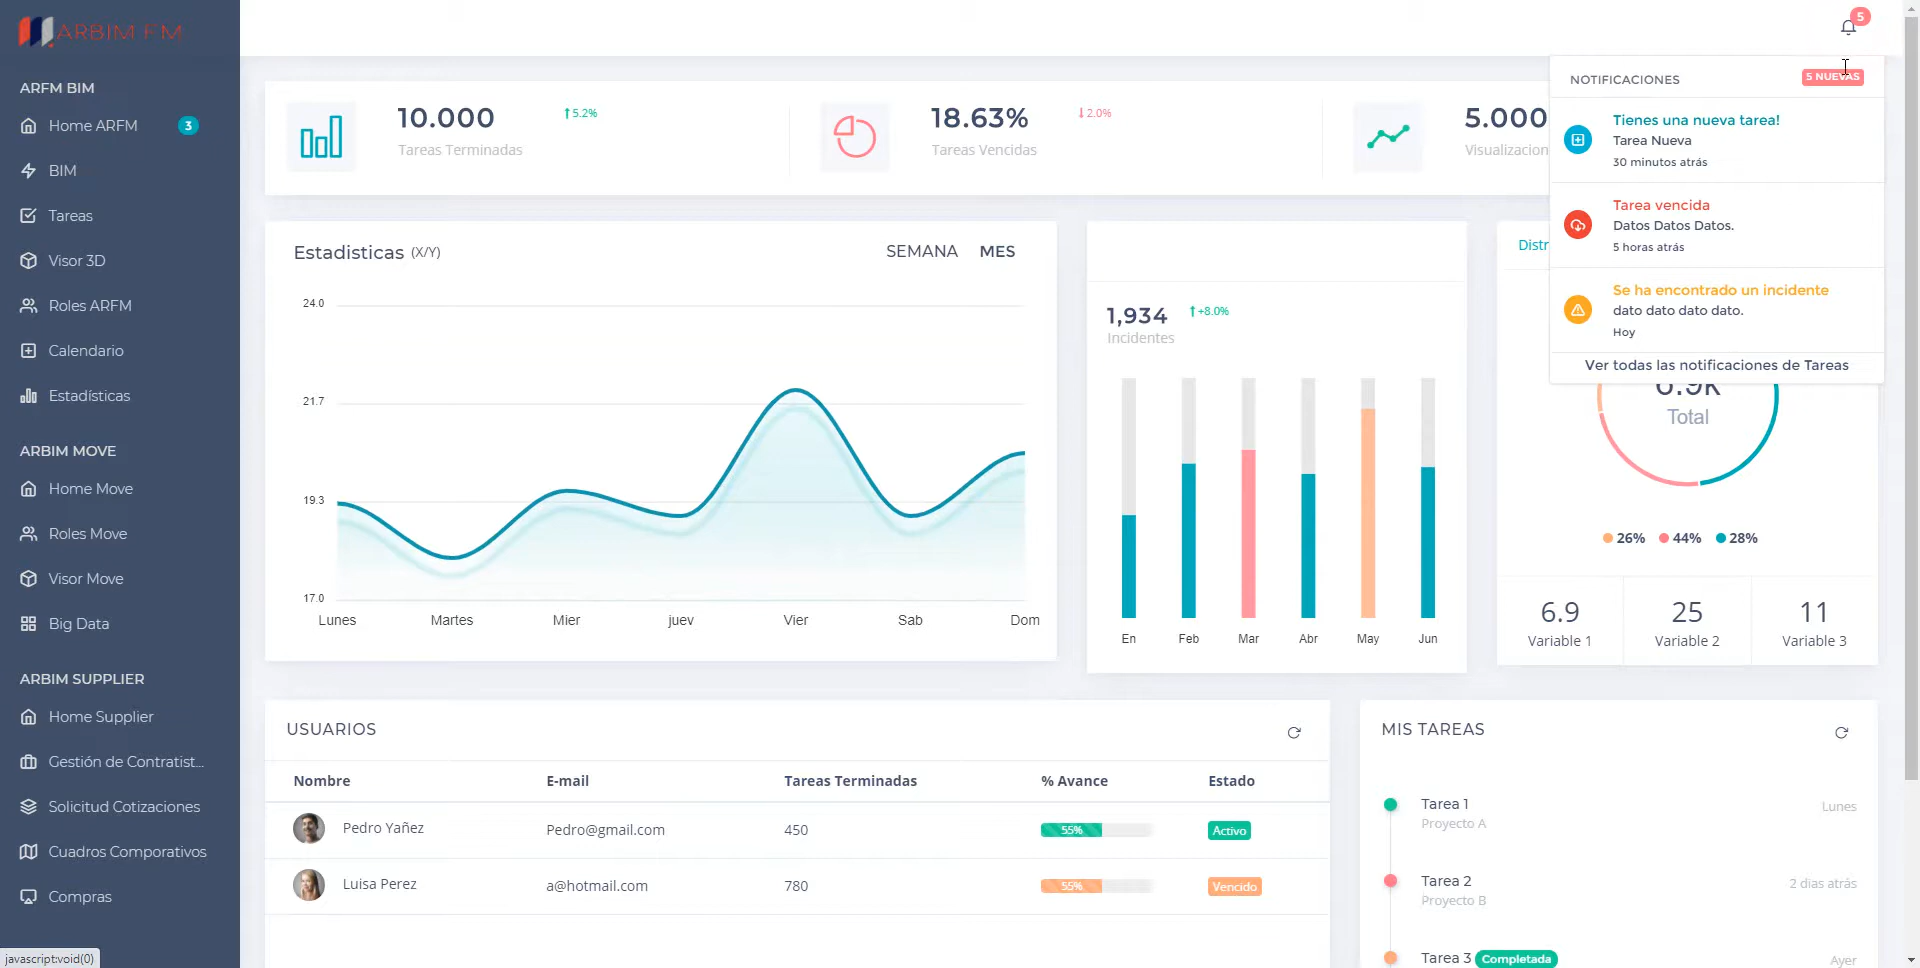 ARBIM FM
ARFM BIM
Home ARFM 3
BIM
Tareas
Visor 3D
Roles ARFM
Calendario
Estadísticas
ARBIM MOVE
Home Move
Roles Move
Visor Move
Big Data
ARBIM SUPPLIER
Home Supplier
Gestión de Contratist...
Solicitud Cotizaciones
Cuadros Comporativos
Compras
javascript:void(0)
5
10.000 5.2%
Tareas Terminadas
18.63% 2.0%
Tareas Vencidas
5.000
Visualizacion
NOTIFICACIONES 5 NUEVAS
Tienes una nueva tarea!
Tarea Nueva
30 minutos atrás
Tarea vencida
Datos Datos Datos.
5 horas atrás
Se ha encontrado un incidente
dato dato dato dato.
Hoy
Ver todas las notificaciones de Tareas
Estadisticas (X/Y) SEMANA MES
24.0
21.7
19.3
17.0
Lunes Martes Mier juev Vier Sab Dom
1,934 +8.0%
Incidentes
En Feb Mar Abr May Jun
Distr
6.9K
Total
26% 44% 28%
6.9 25 11
Variable 1 Variable 2 Variable 3
USUARIOS
Nombre E-mail Tareas Terminadas % Avance Estado
Pedro Yañez Pedro@gmail.com 450 55% Activo
Luisa Perez a@hotmail.com 780 55% Vencido
MIS TAREAS
Tarea 1 Lunes
Proyecto A
Tarea 2 2 dias atrás
Proyecto B
Tarea 3 Completada Ayer